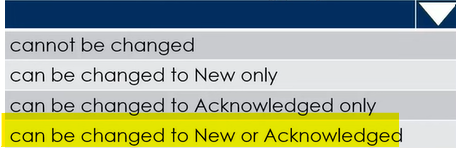 cannot be changed
can be changed to New only
can be changed to Acknowledged only
can be changed to New or Acknowledged